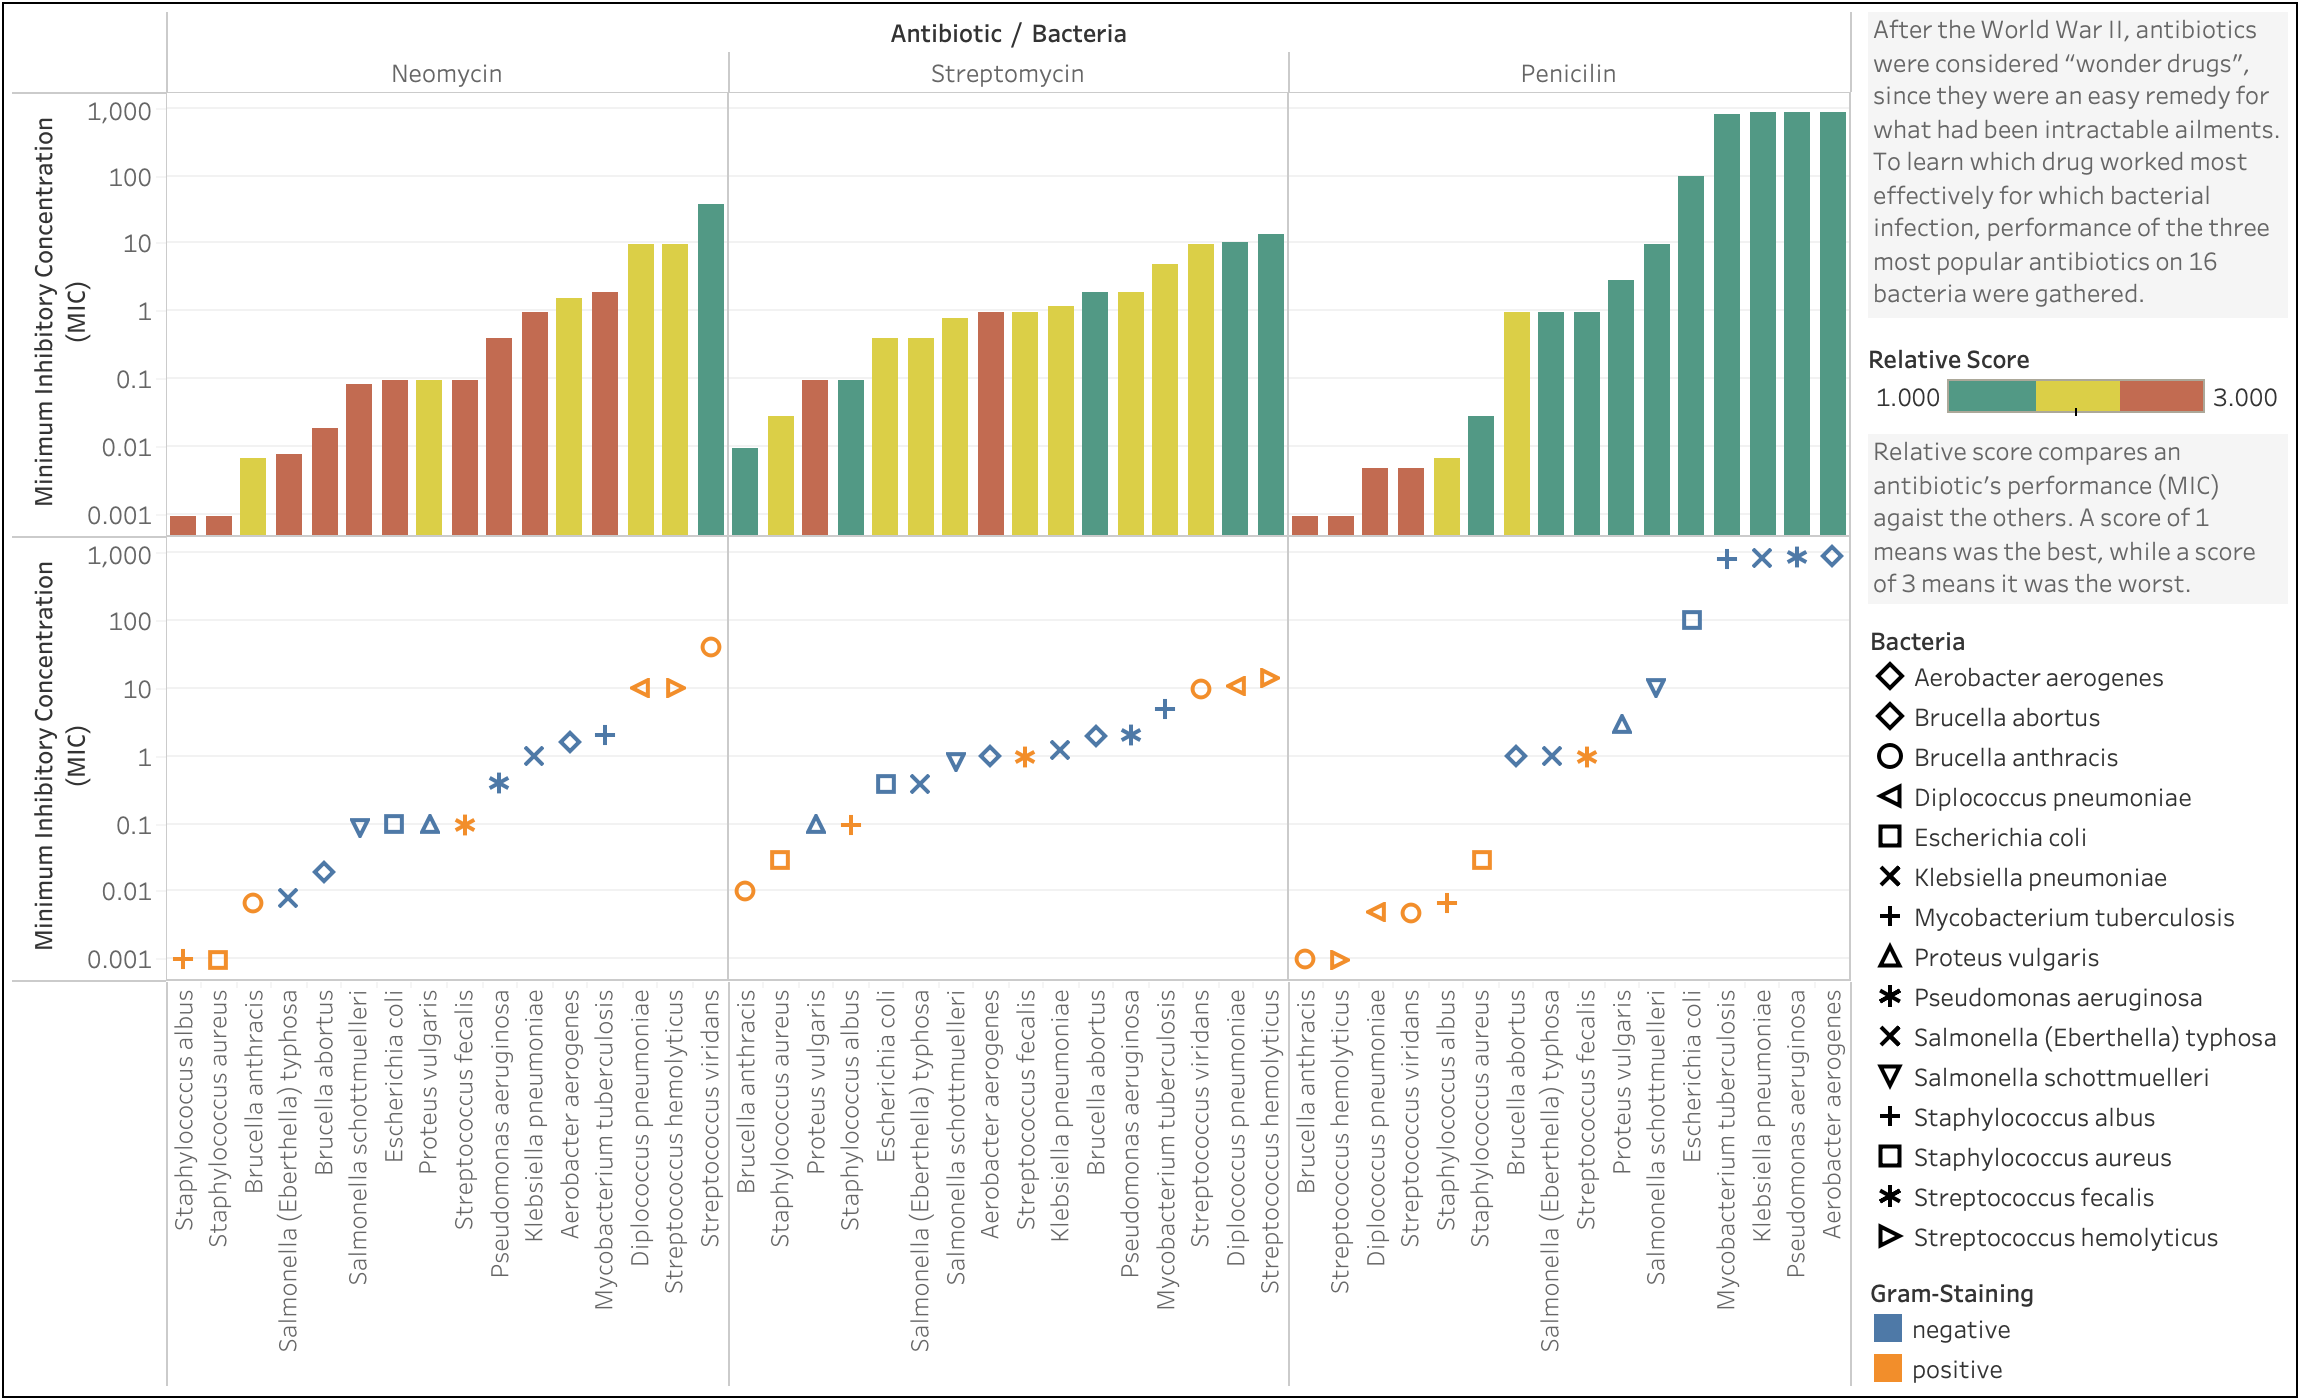 Antibiotic / Bacteria
Neomycin
Streptomycin
Penicilin
Minimum Inhibitory Concentration
(MIC)
1,000
100
10
1
0.1
0.01
0.001
Minimum Inhibitory Concentration
(MIC)
1,000
100
10
1
0.1
0.01
0.001
Staphylococcus albus
Staphylococcus aureus
Brucella anthracis
Salmonella (Eberthella) typhosa
Brucella abortus
Salmonella schottmuelleri
Escherichia coli
Proteus vulgaris
Streptococcus fecalis
Pseudomonas aeruginosa
Klebsiella pneumoniae
Aerobacter aerogenes
Mycobacterium tuberculosis
Diplococcus pneumoniae
Streptococcus hemolyticus
Streptococcus viridans
Brucella anthracis
Staphylococcus aureus
Proteus vulgaris
Staphylococcus albus
Escherichia coli
Salmonella (Eberthella) typhosa
Salmonella schottmuelleri
Aerobacter aerogenes
Streptococcus fecalis
Klebsiella pneumoniae
Brucella abortus
Pseudomonas aeruginosa
Mycobacterium tuberculosis
Streptococcus viridans
Diplococcus pneumoniae
Streptococcus hemolyticus
Brucella anthracis
Streptococcus hemolyticus
Diplococcus pneumoniae
Streptococcus viridans
Staphylococcus albus
Staphylococcus aureus
Brucella abortus
Salmonella (Eberthella) typhosa
Streptococcus fecalis
Proteus vulgaris
Salmonella schottmuelleri
Escherichia coli
Mycobacterium tuberculosis
Klebsiella pneumoniae
Pseudomonas aeruginosa
Aerobacter aerogenes
After the World War II, antibiotics
were considered “wonder drugs”,
since they were an easy remedy for
what had been intractable ailments.
To learn which drug worked most
effectively for which bacterial
infection, performance of the three
most popular antibiotics on 16
bacteria were gathered.
Relative Score
1.000 3.000
Relative score compares an
antibiotic’s performance (MIC)
agaist the others. A score of 1
means was the best, while a score
of 3 means it was the worst.
Bacteria
Aerobacter aerogenes
Brucella abortus
Brucella anthracis
Diplococcus pneumoniae
Escherichia coli
Klebsiella pneumoniae
Mycobacterium tuberculosis
Proteus vulgaris
Pseudomonas aeruginosa
Salmonella (Eberthella) typhosa
Salmonella schottmuelleri
Staphylococcus albus
Staphylococcus aureus
Streptococcus fecalis
Streptococcus hemolyticus
Gram-Staining
negative
positive